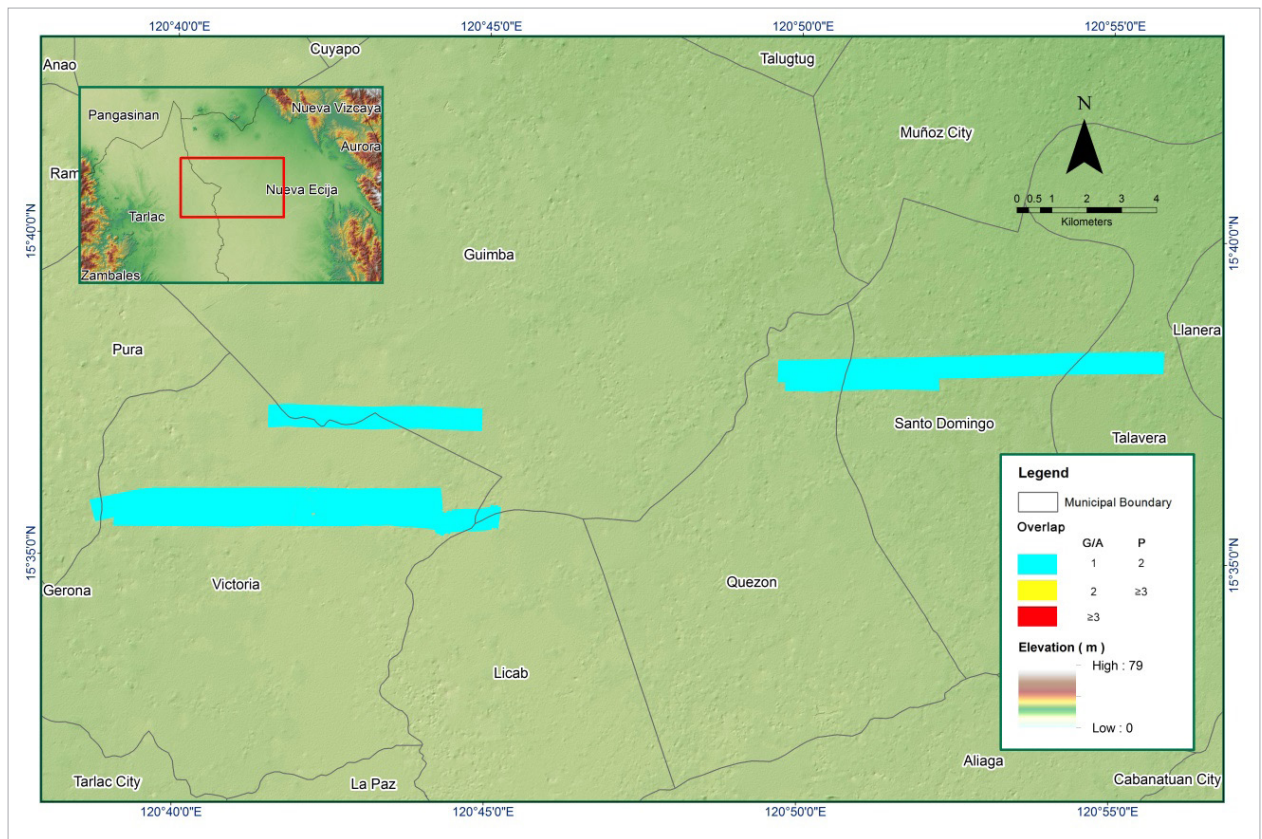 120°40'0"E
120°45'0"E
120°50'0"E
120°55'0"E
Cuyapo
Talugtug
Anao
Pangasinan
Nueva Vizcaya
Aurora
Ram
Nueva Ecija
Tarlac
Zambales
Muñoz City
N
0 0.5 1 2 3 4
Kilometers
15°40'0"N
15°40'0"N
Guimba
Llanera
Pura
Santo Domingo
Talavera
Legend
Municipal Boundary
Overlap
G/A P
1 2
2 ≥3
≥3
Elevation ( m )
High : 79
Low : 0
15°35'0"N
15°35'0"N
Gerona
Victoria
Quezon
Licab
Tarlac City
La Paz
Aliaga
Cabanatuan City
120°40'0"E
120°45'0"E
120°50'0"E
120°55'0"E